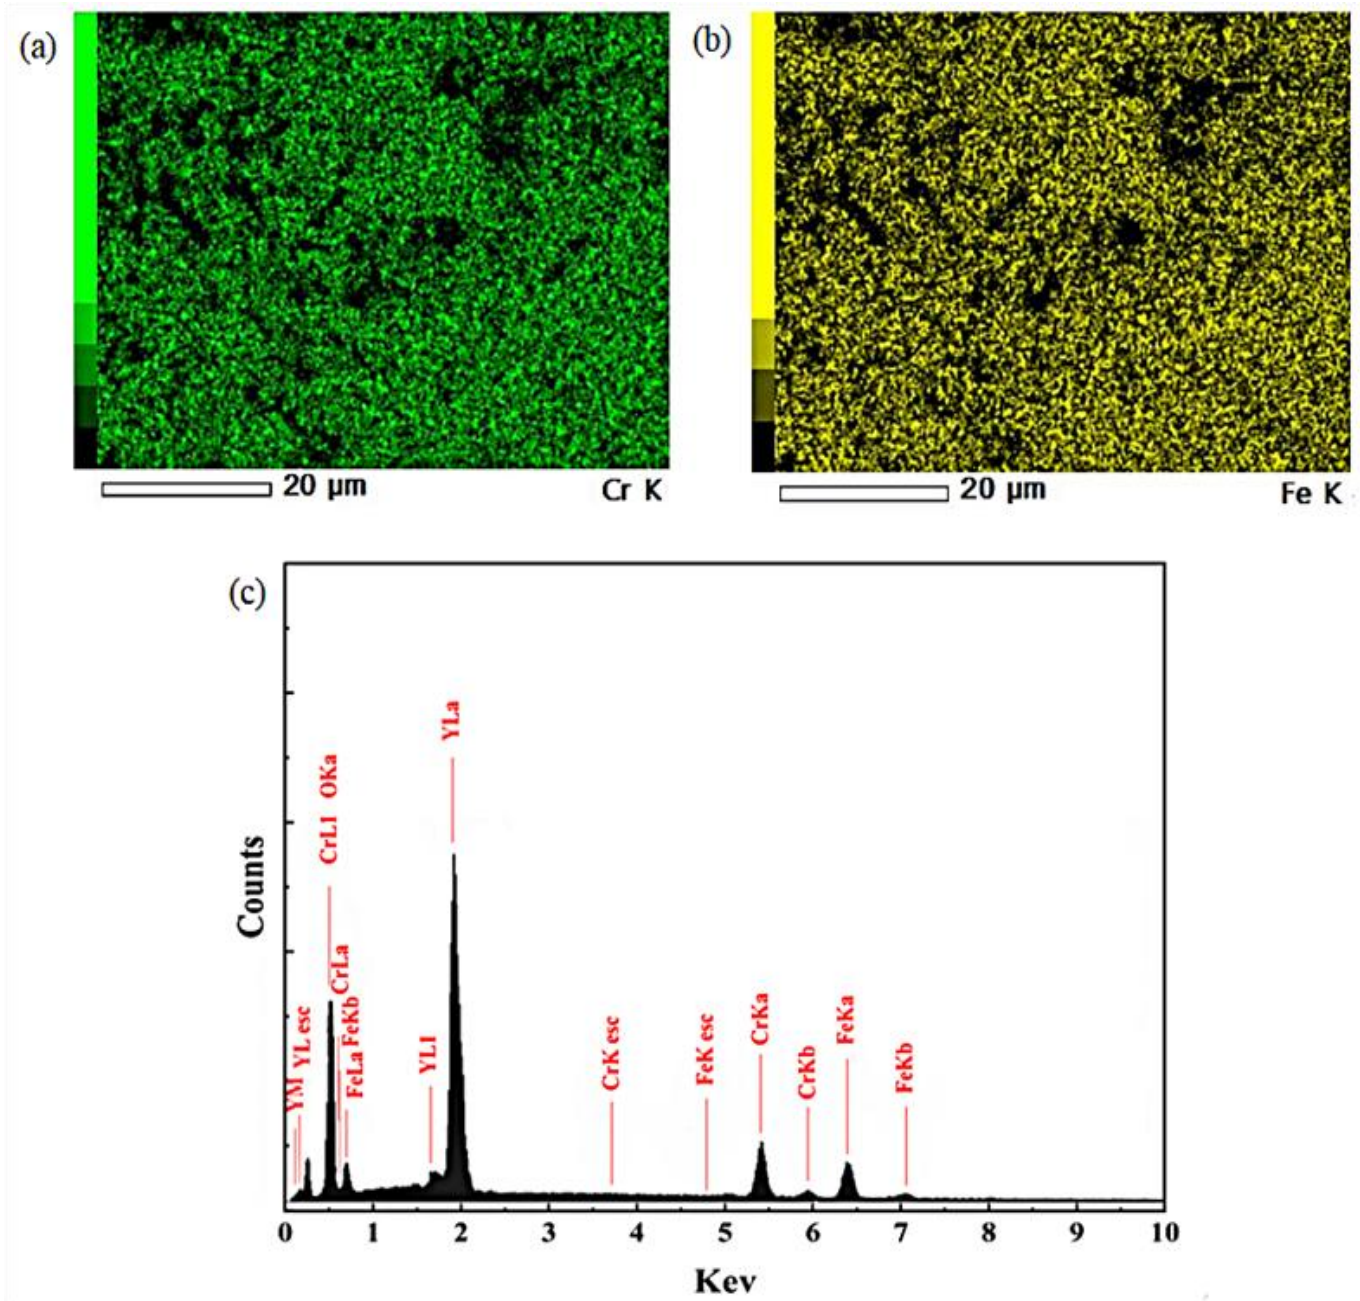 (a)
(b)
20 µm
Cr K
20 µm
Fe K
(c)
Counts
YM
YL esc
CrL1 OKa
CrLa
FeKb
FeLa
YL1
YLa
CrK esc
FeK esc
CrKa
CrKb
FeKa
FeKb
0 1 2 3 4 5 6 7 8 9 10
Kev